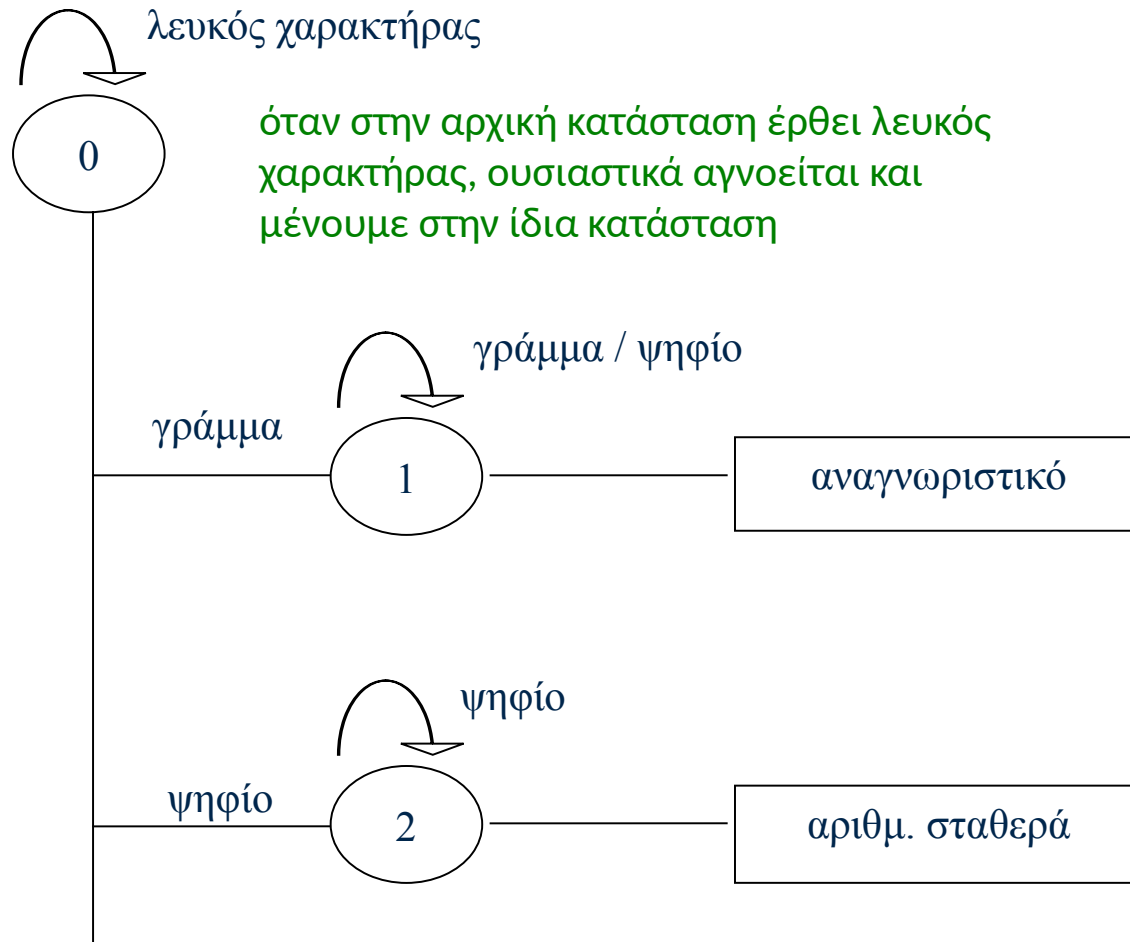 λευκός χαρακτήρας
0
όταν στην αρχική κατάσταση έρθει λευκός
χαρακτήρας, ουσιαστικά αγνοείται και
μένουμε στην ίδια κατάσταση
γράμμα / ψηφίο
γράμμα
1
αναγνωριστικό
ψηφίο
ψηφίο
2
αριθμ. σταθερά